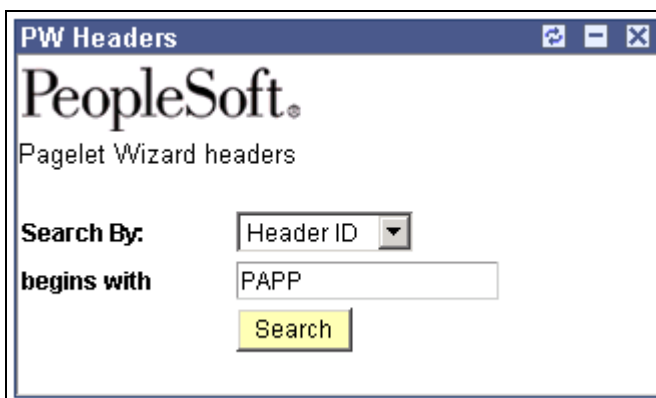 PW Headers
PeopleSoft®
Pagelet Wizard headers
Search By: Header ID
begins with PAPP
Search